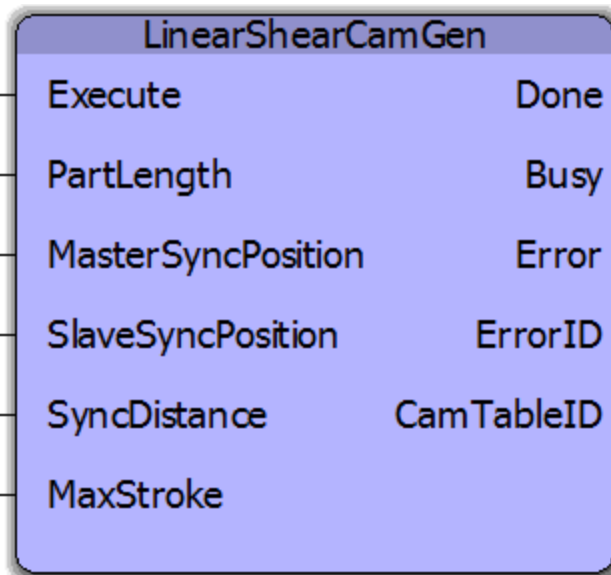 LinearShearCamGen
Execute Done
PartLength Busy
MasterSyncPosition Error
SlaveSyncPosition ErrorID
SyncDistance CamTableID
MaxStroke